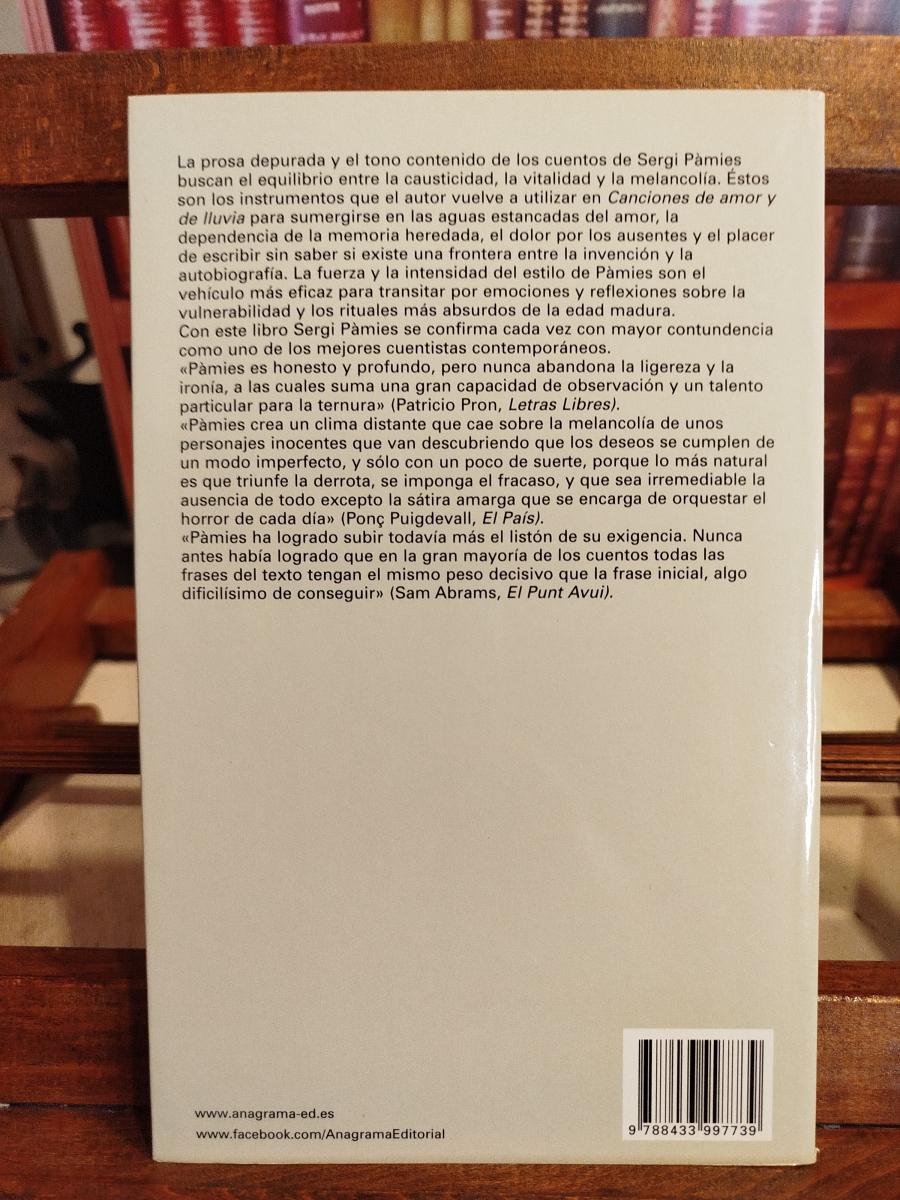 La prosa depurada y el tono contenido de los cuentos de Sergi Pàmies
buscan el equilibrio entre la causticidad, la vitalidad y la melancolía. Éstos
son los instrumentos que el autor vuelve a utilizar en Canciones de amor y
de lluvia para sumergirse en las aguas estancadas del amor, la
dependencia de la memoria heredada, el dolor por los ausentes y el placer
de escribir sin saber si existe una frontera entre la invención y la
autobiografía. La fuerza y la intensidad del estilo de Pàmies son el
vehículo más eficaz para transitar por emociones y reflexiones sobre la
vulnerabilidad y los rituales más absurdos de la edad madura.
Con este libro Sergi Pàmies se confirma cada vez con mayor contundencia
como uno de los mejores cuentistas contemporáneos.
«Pàmies es honesto y profundo, pero nunca abandona la ligereza y la
ironía, a las cuales suma una gran capacidad de observación y un talento
particular para la ternura» (Patricio Pron, Letras Libres).
«Pàmies crea un clima distante que cae sobre la melancolía de unos
personajes inocentes que van descubriendo que los deseos se cumplen de
un modo imperfecto, y sólo con un poco de suerte, porque lo más natural
es que triunfe la derrota, se imponga el fracaso, y que sea irremediable la
ausencia de todo excepto la sátira amarga que se encarga de orquestar el
horror de cada día» (Ponç Puigdevall, El País).
«Pàmies ha logrado subir todavía más el listón de su exigencia. Nunca
antes había logrado que en la gran mayoría de los cuentos todas las
frases del texto tengan el mismo peso decisivo que la frase inicial, algo
dificilísimo de conseguir» (Sam Abrams, El Punt Avui).
www.anagrama-ed.es
www.facebook.com/AnagramaEditorial
9 788433 997739